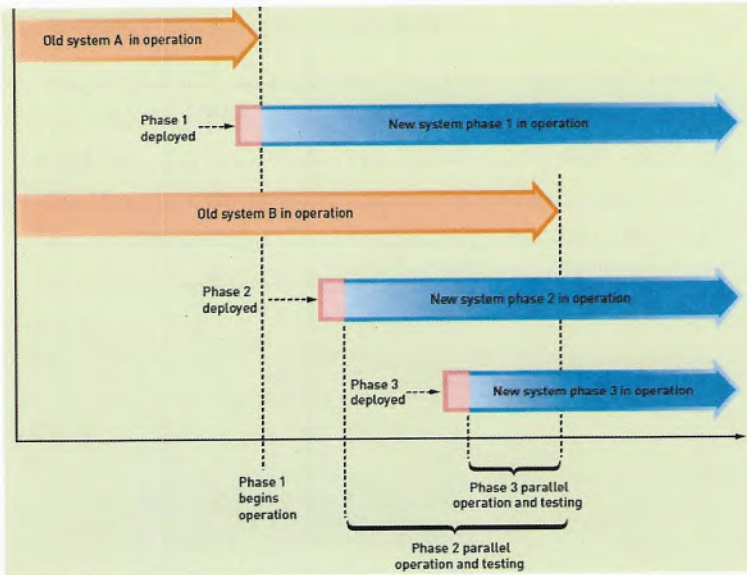 Old system A in operation
Phase 1
deployed
New system phase 1 in operation
Old system B in operation
Phase 2
deployed
New system phase 2 in operation
Phase 3
deployed
New system phase 3 in operation
Phase 1
begins
operation
Phase 3 parallel
operation and testing
Phase 2 parallel
operation and testing